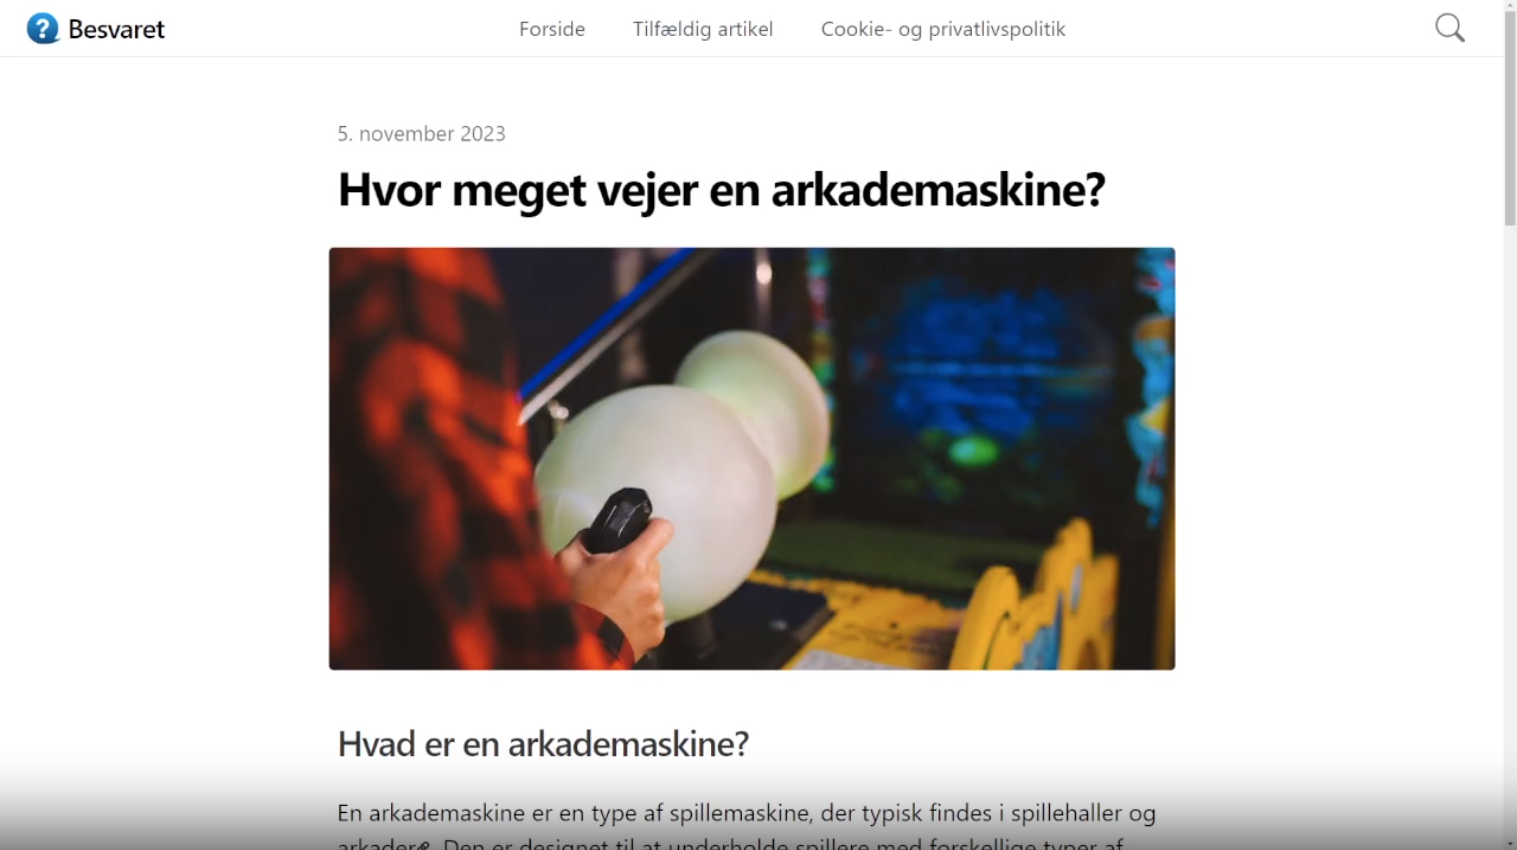 Besvaret
Forside
Tilfældig artikel
Cookie- og privatlivspolitik
5. november 2023
Hvor meget vejer en arkademaskine?
Hvad er en arkademaskine?
En arkademaskine er en type af spillemaskine, der typisk findes i spillehaller og
arkader. Den er designet til at underholde spillere med forskellige typer af